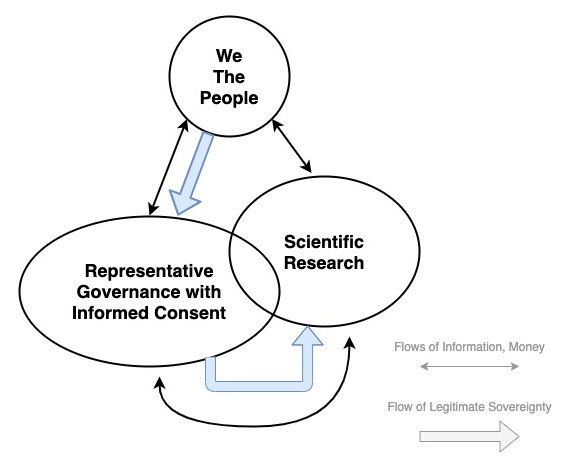 We
The
People
Scientific
Research
Representative
Governance with
Informed Consent
Flows of Information, Money
Flow of Legitimate Sovereignty